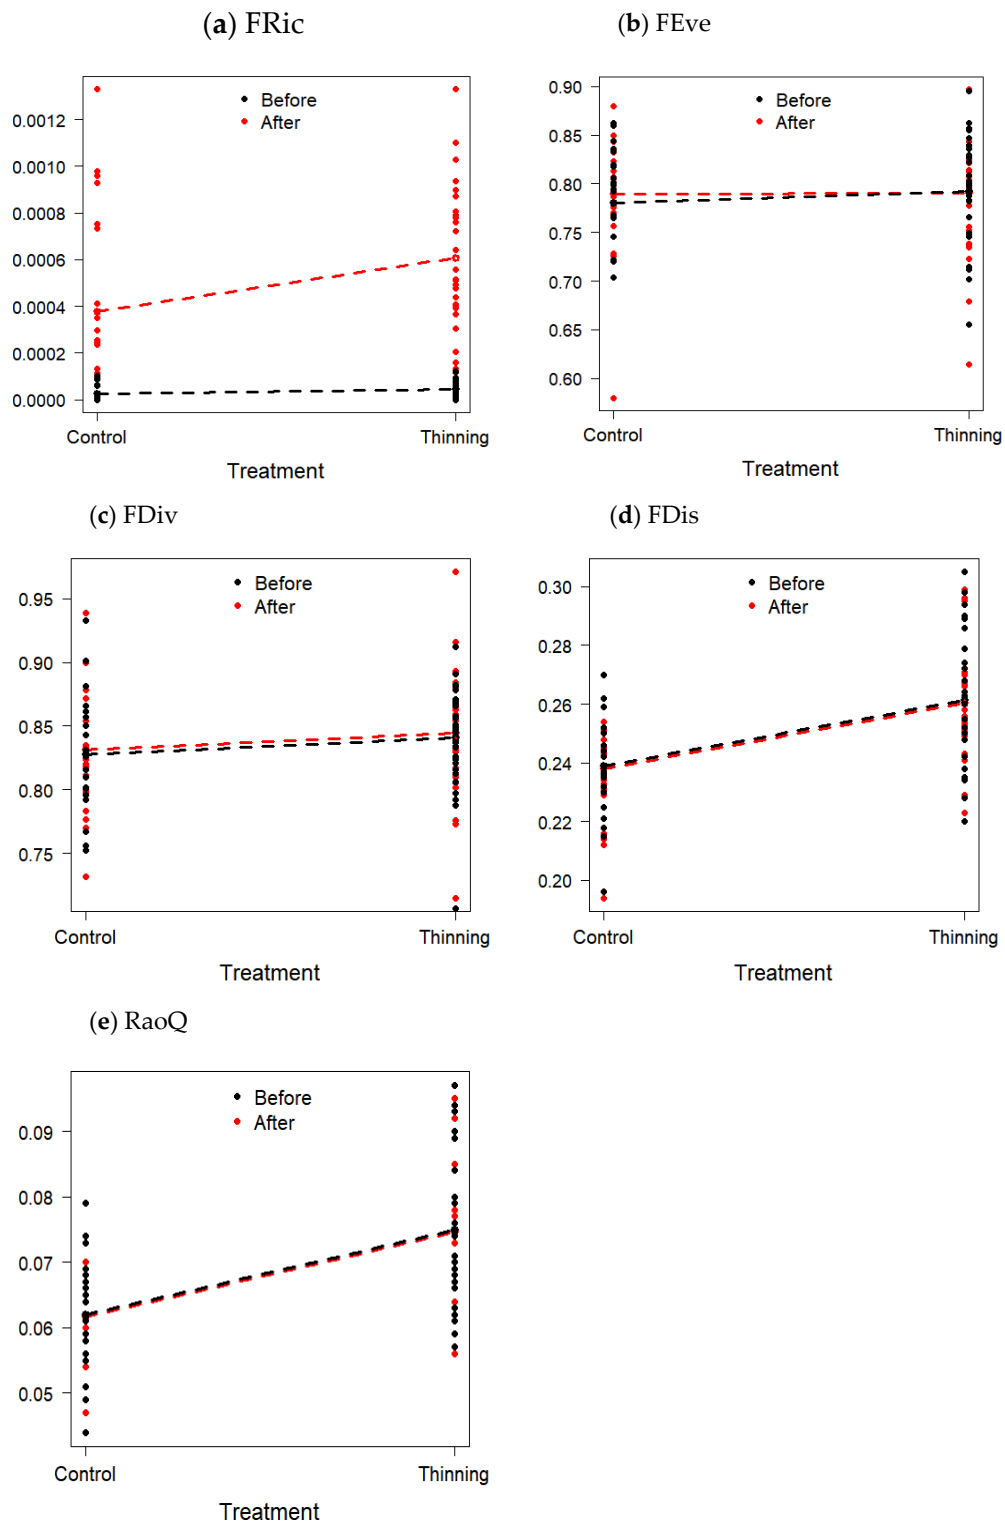 (a) FRic
(b) FEve
Before
After
0.0012
0.0010
0.0008
0.0006
0.0004
0.0002
0.0000
Control
Thinning
Treatment
Before
After
0.90
0.85
0.80
0.75
0.70
0.65
0.60
Control
Thinning
Treatment
(c) FDiv
(d) FDis
Before
After
0.95
0.90
0.85
0.80
0.75
Control
Thinning
Treatment
Before
After
0.30
0.28
0.26
0.24
0.22
0.20
Control
Thinning
Treatment
(e) RaoQ
Before
After
0.09
0.08
0.07
0.06
0.05
Control
Thinning
Treatment